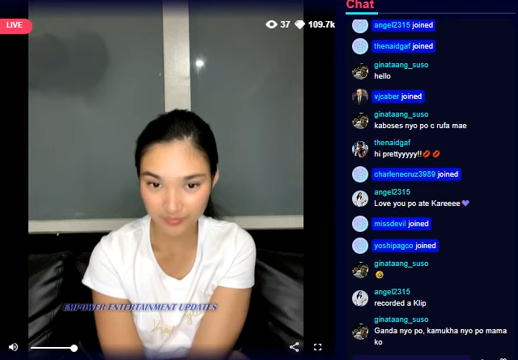 LIVE
37 109.7k
EMPOWER ENTERTAINMENT UPDATES
Chat
angel2315 joined
thenaidgaf joined
ginataang_suso
hello
vjcaber joined
ginataang_suso
kaboses nyo po c rufa mae
thenaidgaf
hi prettyyyyy!!
charlenecruz3989 joined
angel2315
Love you po ate Kareeee
missdevil joined
yoshipagco joined
ginataang_suso
angel2315
recorded a Klip
ginataang_suso
Ganda nyo po, kamukha nyo po mama
ko